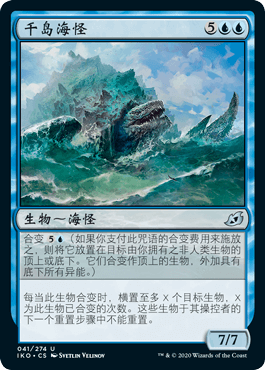 千岛海怪 5
生物～海怪
合变 5（如果你支付此咒语的合变费用来施放
之，则将它放置在目标由你拥有之非人类生物的
顶上或底下。它们合变作顶上的生物，外加具有
底下所有异能。）
每当此生物合变时，横置至多 X 个目标生物，X
为此生物已合变的次数。这些生物于其操控者的
下一个重置步骤中不能重置。
7/7
041/274 U
IKO • CS SVETLIN VELINOV
™ & © 2020 Wizards of the Coast